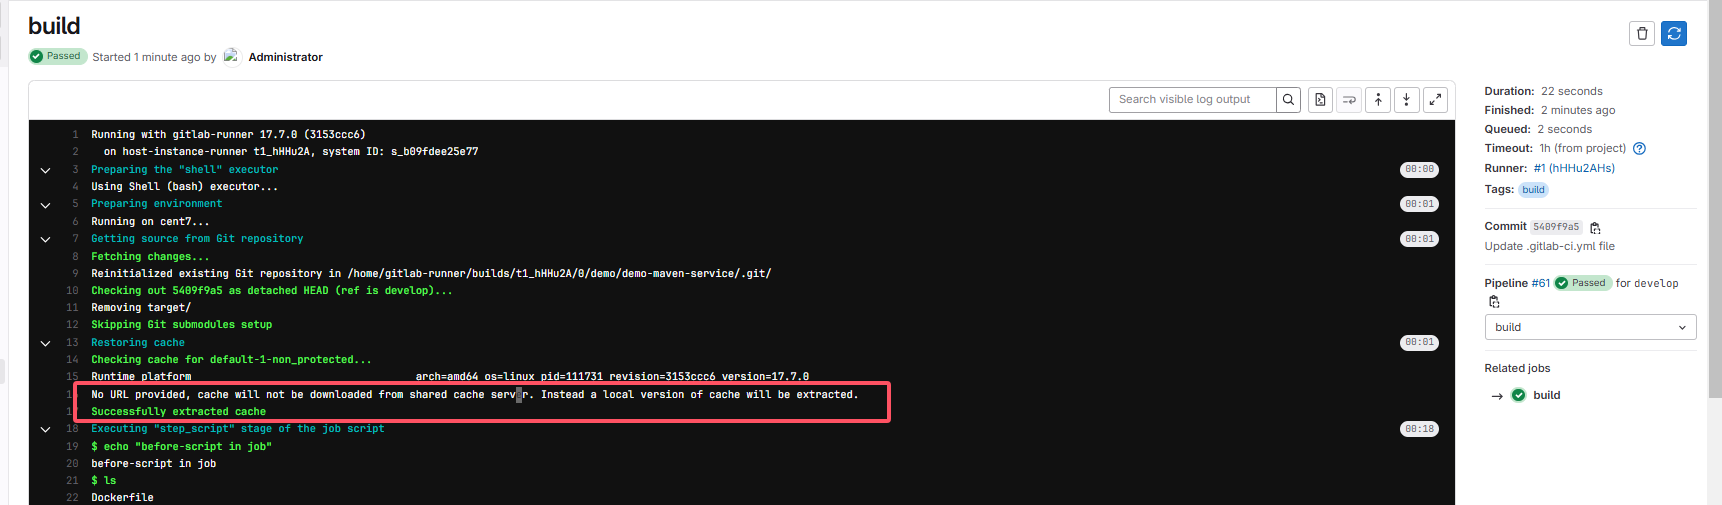 build
Passed Started 1 minute ago by Administrator
Search visible log output
1 Running with gitlab-runner 17.7.0 (3153ccc6)
2 on host-instance-runner t1_hHHu2A, system ID: s_b09fdee25e77
3 Preparing the "shell" executor 00:00
4 Using Shell (bash) executor...
5 Preparing environment 00:01
6 Running on cent7...
7 Getting source from Git repository 00:01
8 Fetching changes...
9 Reinitialized existing Git repository in /home/gitlab-runner/builds/t1_hHHu2A/0/demo/demo-maven-service/.git/
10 Checking out 5409f9a5 as detached HEAD (ref is develop)...
11 Removing target/
12 Skipping Git submodules setup
13 Restoring cache 00:01
14 Checking cache for default-1-non_protected...
15 Runtime platform arch=amd64 os=linux pid=111731 revision=3153ccc6 version=17.7.0
16 No URL provided, cache will not be downloaded from shared cache server. Instead a local version of cache will be extracted.
17 Successfully extracted cache
18 Executing "step_script" stage of the job script 00:18
19 $ echo "before-script in job"
20 before-script in job
21 $ ls
22 Dockerfile
Duration: 22 seconds
Finished: 2 minutes ago
Queued: 2 seconds
Timeout: 1h (from project)
Runner: #1 (hHHu2AHs)
Tags: build
Commit 5409f9a5
Update .gitlab-ci.yml file
Pipeline #61 Passed for develop
build
Related jobs
→ build